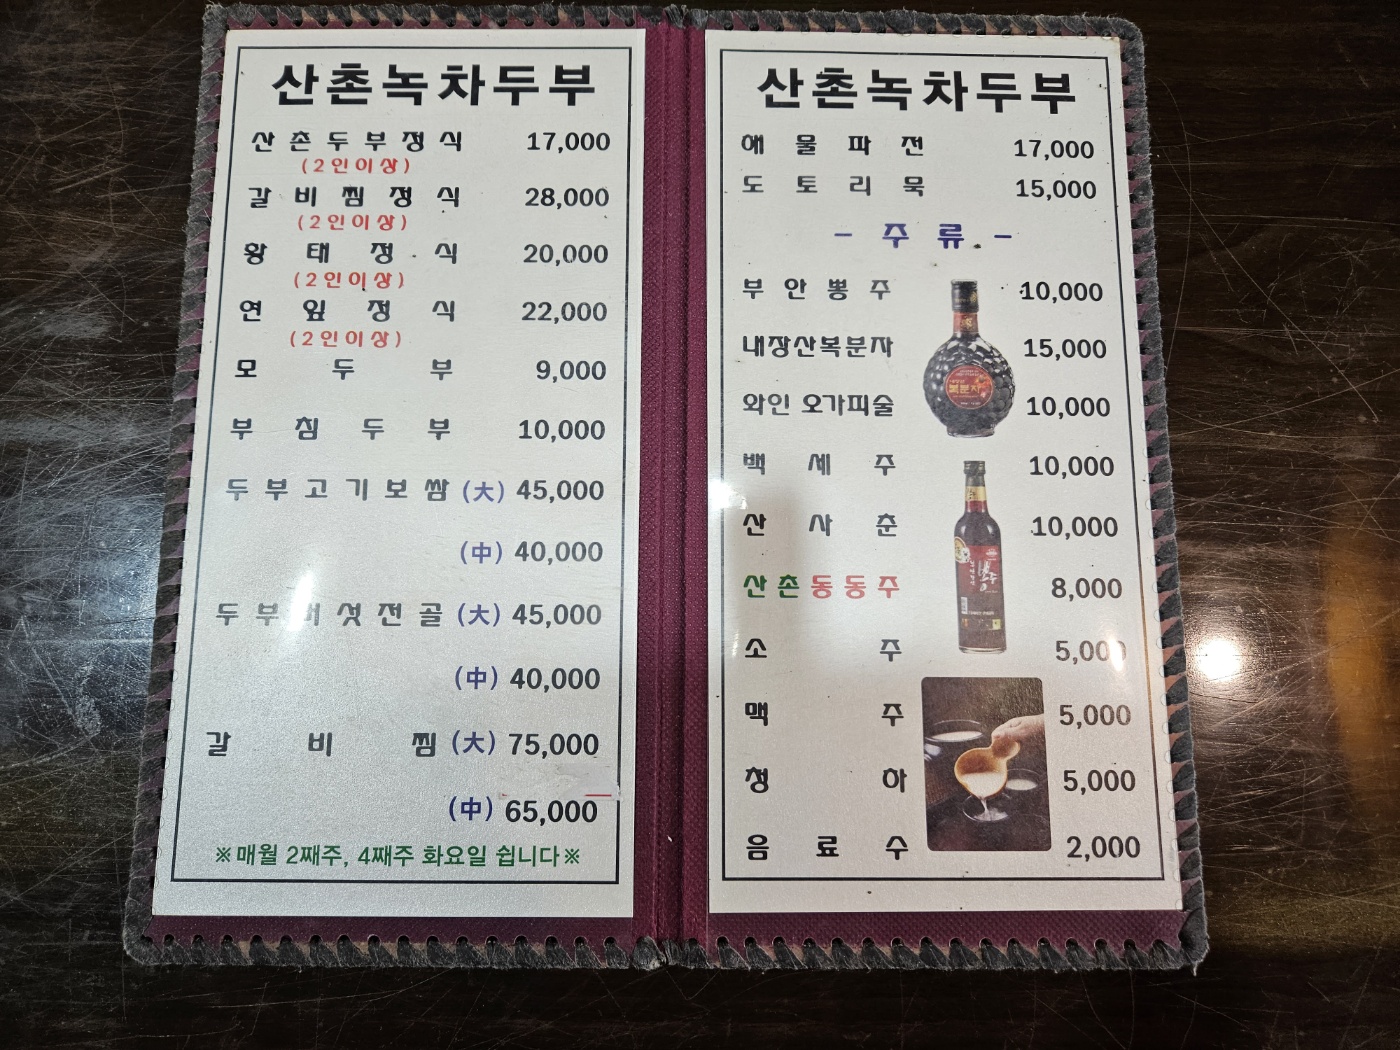 산촌녹차두부
산촌두부정식 17,000
(2인이상)
갈비찜정식 28,000
(2인이상)
황태정식 20,000
(2인이상)
연잎정식 22,000
(2인이상)
모두부 9,000
부침두부 10,000
두부고기보쌈 (大) 45,000
(中) 40,000
두부버섯전골 (大) 45,000
(中) 40,000
갈비찜 (大) 75,000
(中) 65,000
※매월 2째주, 4째주 화요일 쉽니다※
산촌녹차두부
해물파전 17,000
도토리묵 15,000
- 주류 -
부안뽕주 10,000
내장산복분자 15,000
와인 오가피술 10,000
복분자
백세주 10,000
산사춘 10,000
산촌동동주 8,000
소주 5,000
맥주 5,000
청하 5,000
음료수 2,000